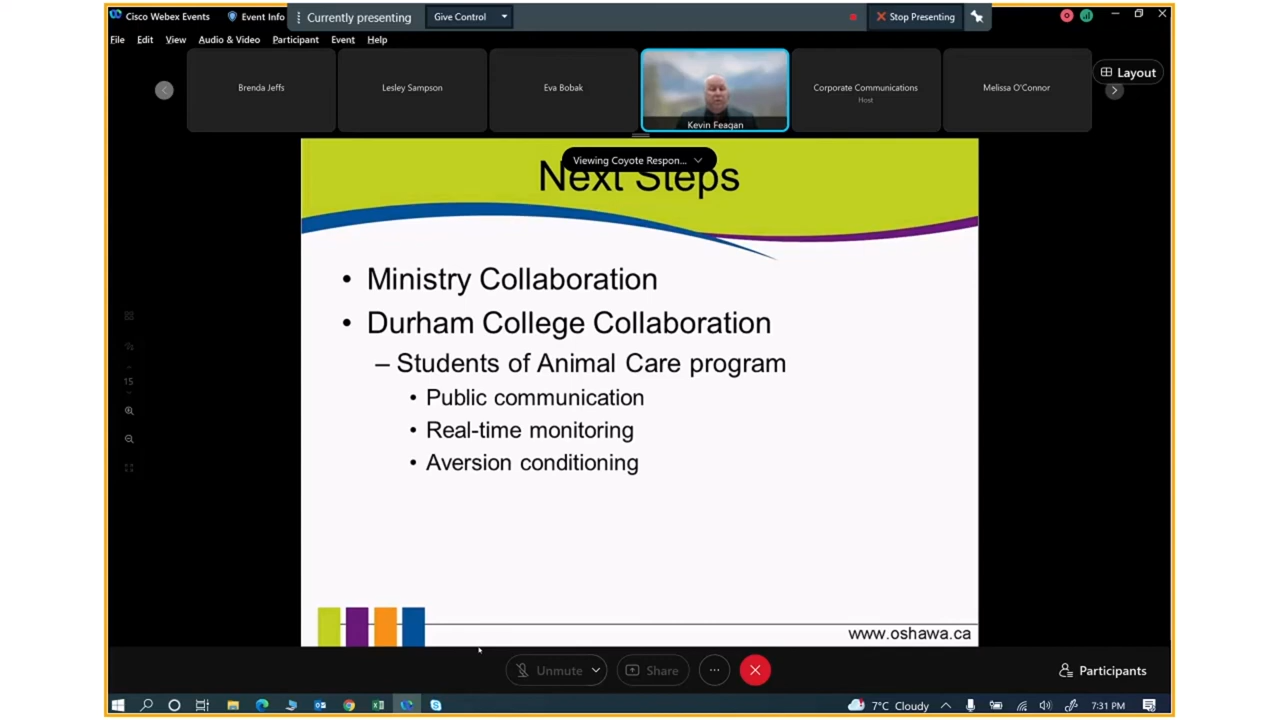 Cisco Webex Events
Event Info
Currently presenting
Give Control
Stop Presenting
File Edit View Audio & Video Participant Event Help
Layout
Brenda Jeffs
Lesley Sampson
Eva Bobak
Kevin Feagan
Corporate Communications
Host
Melissa O'Connor
Viewing Coyote Respon...
Next Steps
• Ministry Collaboration
• Durham College Collaboration
– Students of Animal Care program
• Public communication
• Real-time monitoring
• Aversion conditioning
15
www.oshawa.ca
Unmute
Share
Participants
7°C Cloudy
7:31 PM